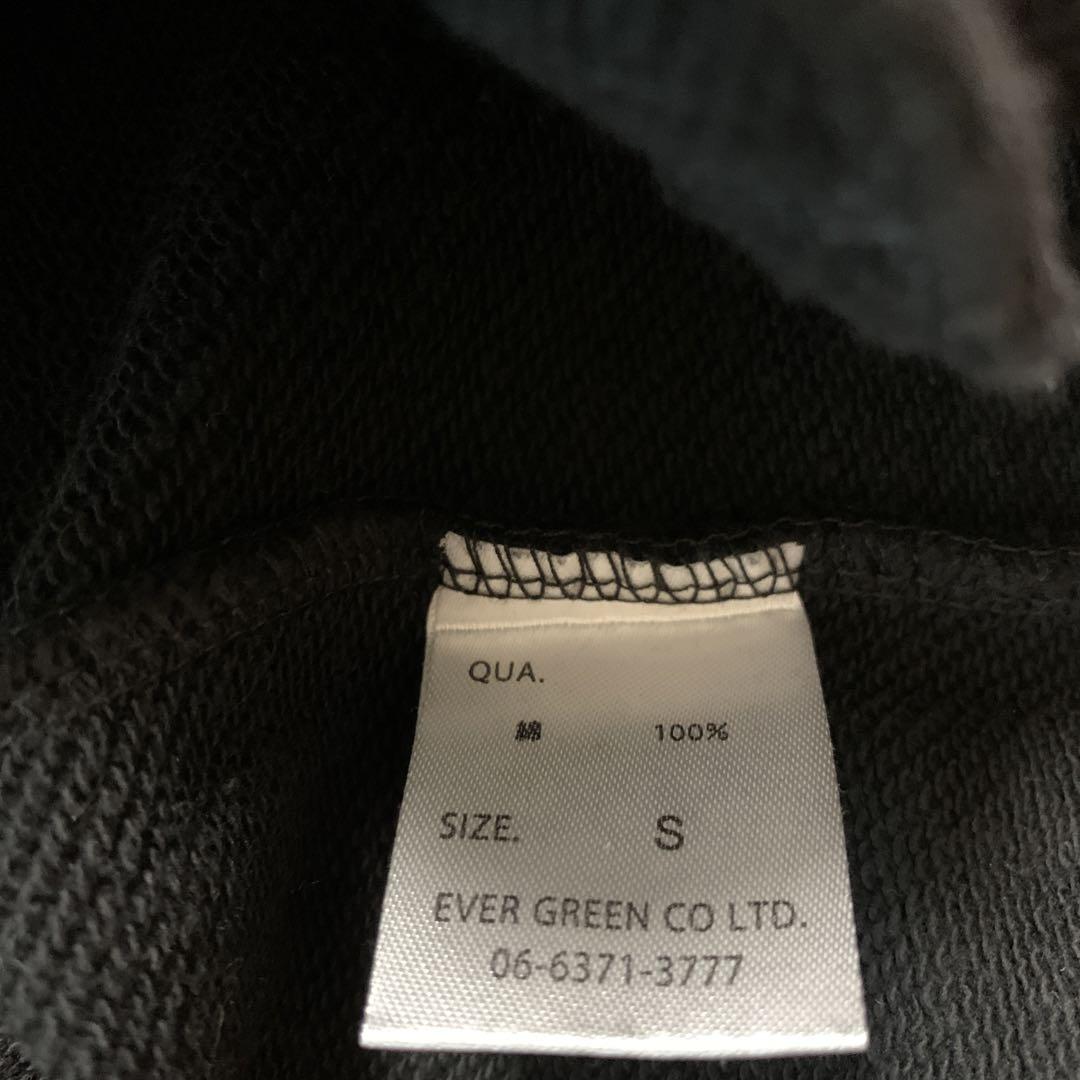 QUA.
綿 100%
SIZE. S
EVER GREEN CO LTD.
06-6371-3777